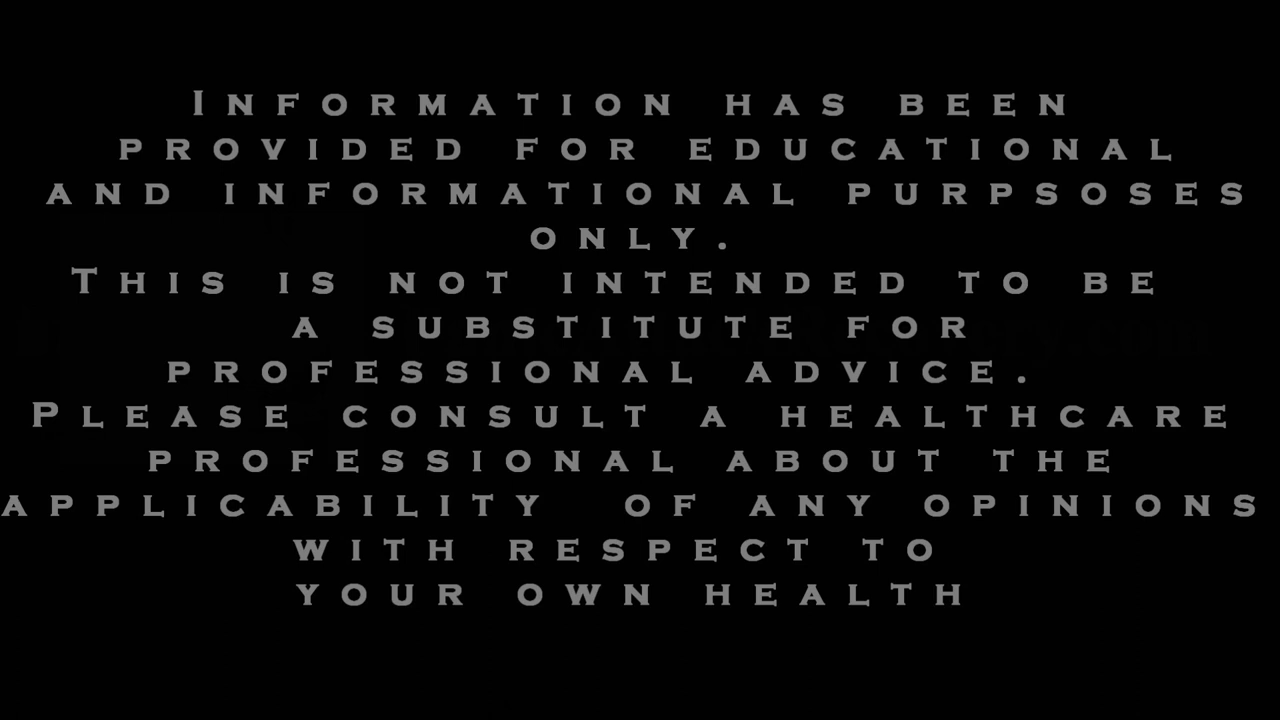 Information has been
provided for educational
and informational purpsoses
only.
This is not intended to be
a substitute for
professional advice.
Please consult a healthcare
professional about the
applicability of any opinions
with respect to
your own health